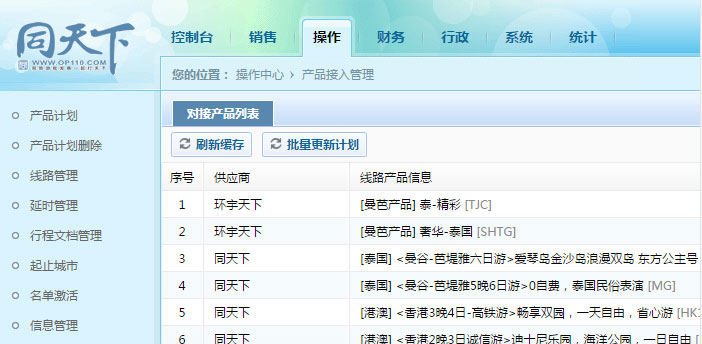 同天下
WWW.OP110.COM
控制台 销售 操作 财务 行政 系统 统计
您的位置： 操作中心 › 产品接入管理
产品计划
产品计划删除
线路管理
延时管理
行程文档管理
起止城市
名单激活
信息管理
对接产品列表
刷新缓存 批量更新计划
序号 供应商 线路产品信息
1 环宇天下 [曼芭产品] 泰-精彩 [TJC]
2 环宇天下 [曼芭产品] 奢华-泰国 [SHTG]
3 同天下 [泰国] <曼谷-芭堤雅六日游>爱琴岛金沙岛浪漫双岛 东方公主号
4 同天下 [泰国] <曼谷-芭堤雅5晚6日游>0自费，泰国民俗表演 [MG]
5 同天下 [港澳] <香港3晚4日-高铁游>畅享双园，一天自由，省心游 [HK
6 同天下 [港澳] <香港2晚3日诚信游>迪士尼乐园，海洋公园，一日自由 [